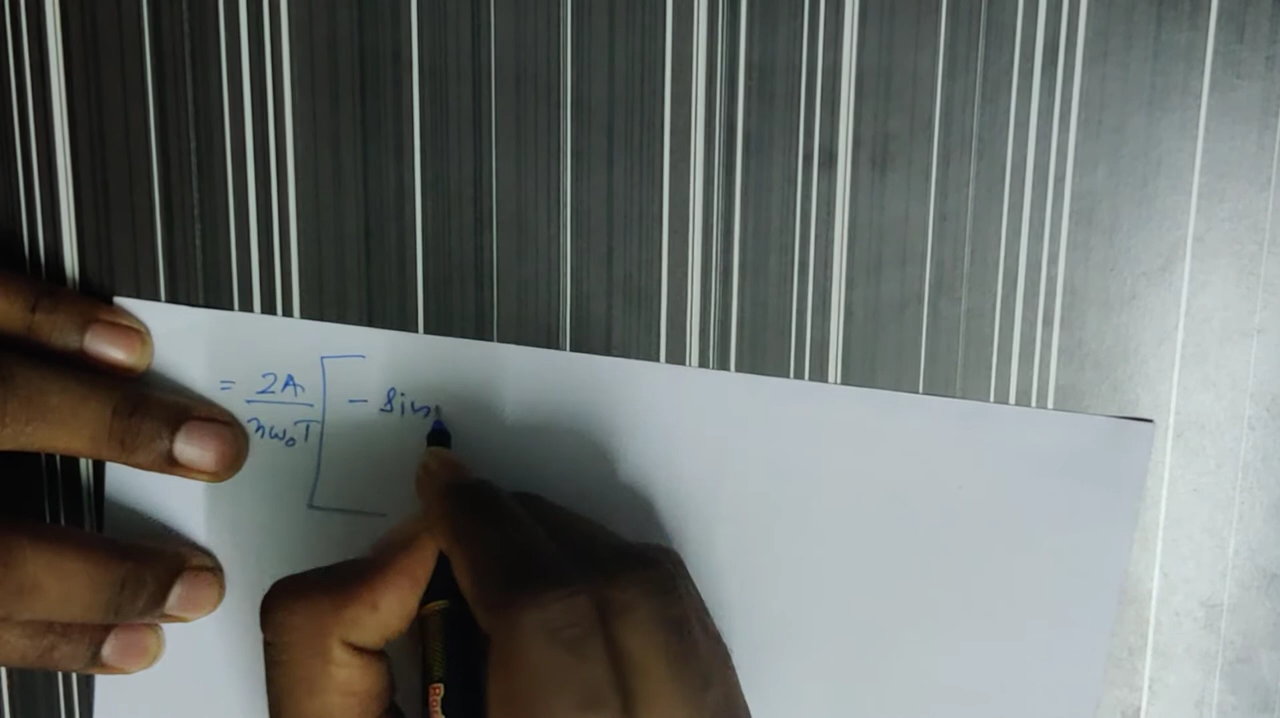 = 2A / nω₀T [ - Sin